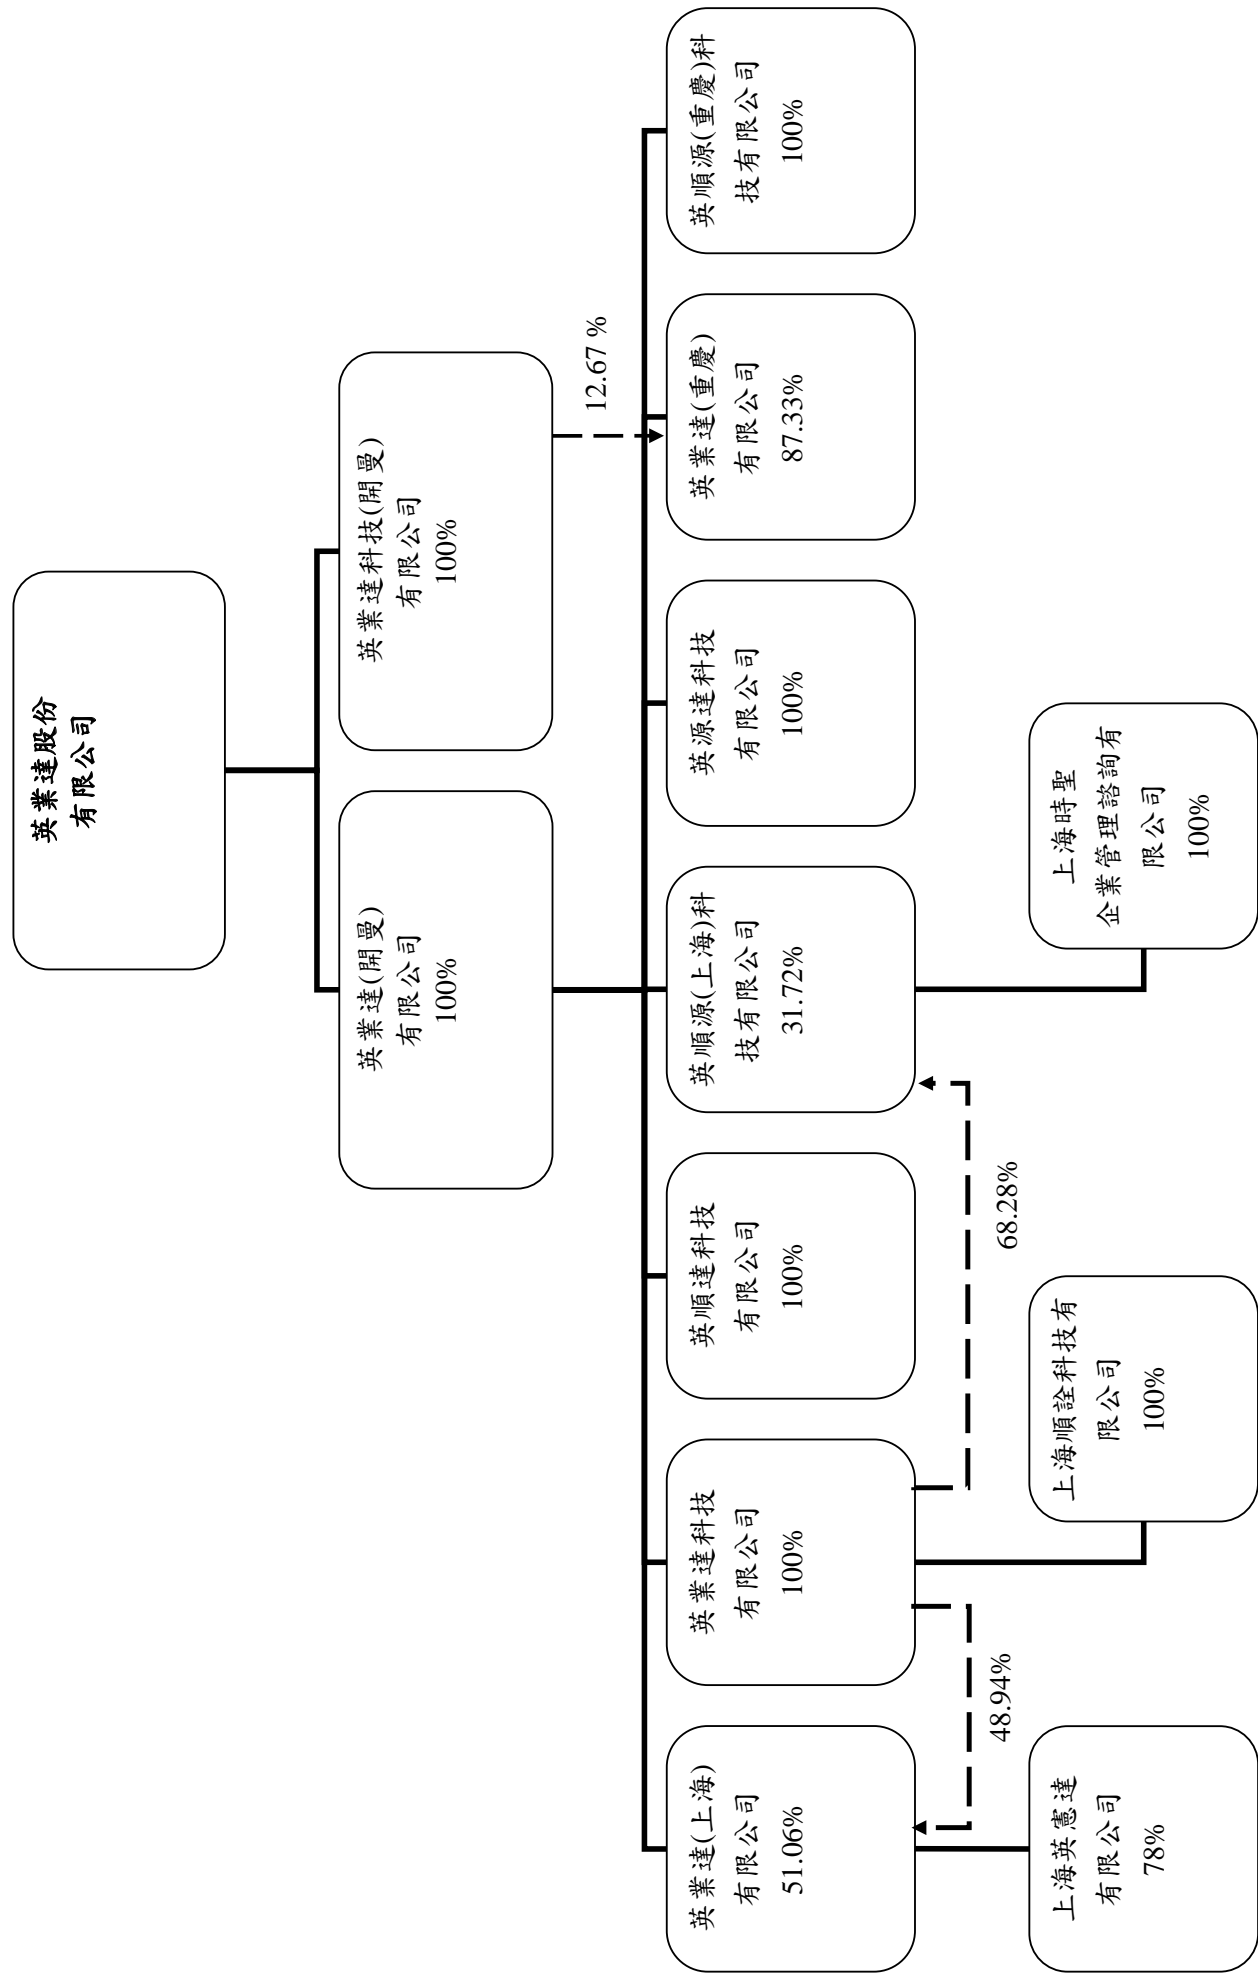 英業達股份
有限公司
英業達(開曼)
有限公司
100%
英業達科技(開曼)
有限公司
100%
12.67 %
英業達(上海)
有限公司
51.06%
英業達科技
有限公司
100%
英順達科技
有限公司
100%
英順源(上海)科
技有限公司
31.72%
英源達科技
有限公司
100%
英業達(重慶)
有限公司
87.33%
英順源(重慶)科
技有限公司
100%
48.94%
68.28%
上海英憲達
有限公司
78%
上海順詮科技有
限公司
100%
上海時聖
企業管理諮詢有
限公司
100%